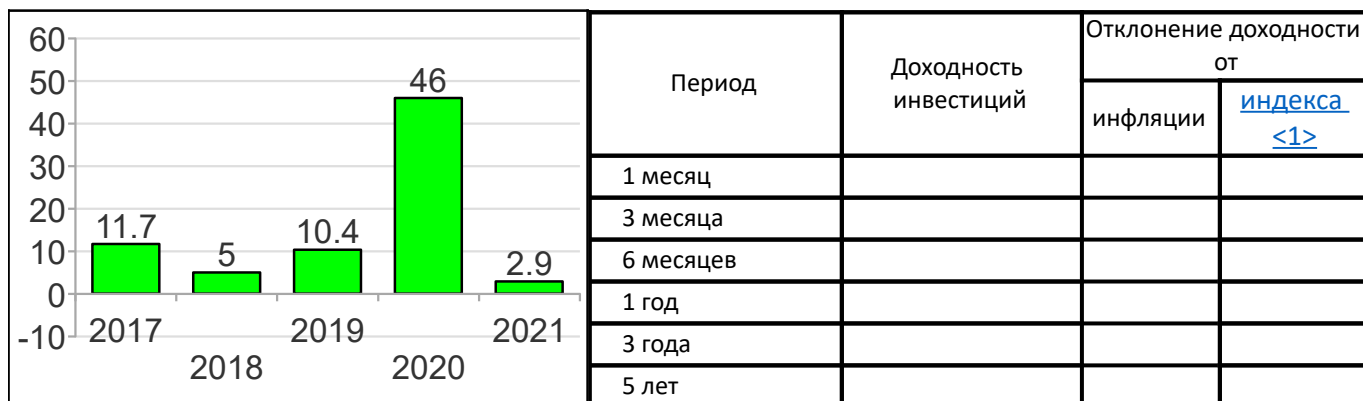 60
50
40
30
20
10
0
-10
11.7
5
10.4
46
2.9
2017
2018
2019
2020
2021
Период
Доходность
инвестиций
Отклонение доходности
от
инфляции
индекса
<1>
1 месяц
3 месяца
6 месяцев
1 год
3 года
5 лет